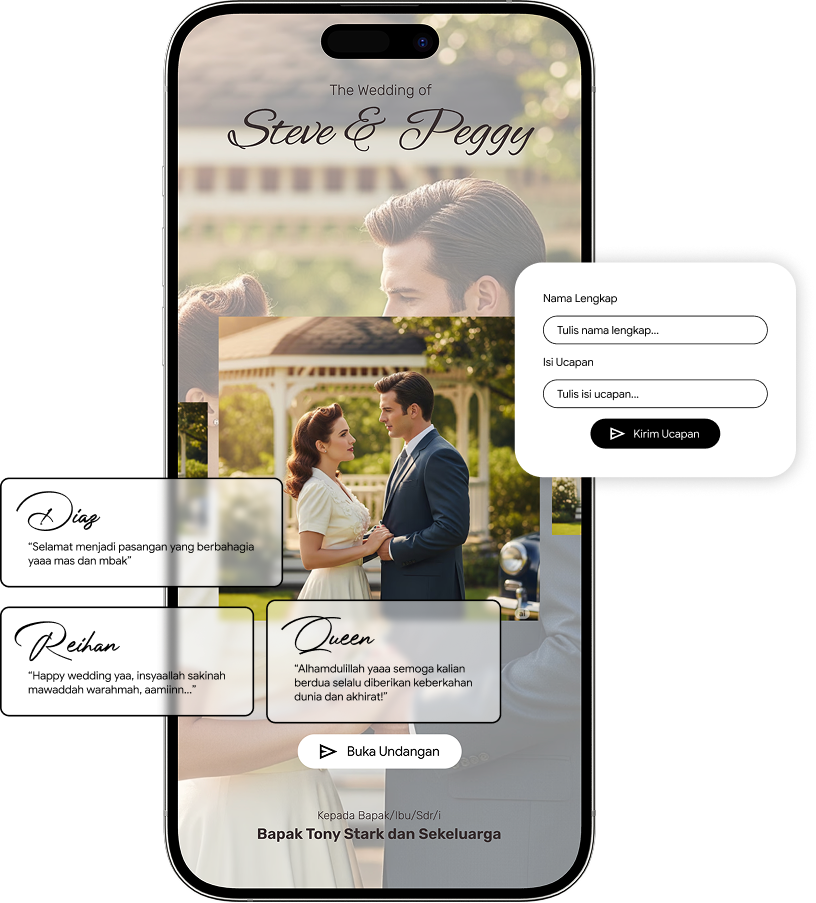 The Wedding of
Steve & Peggy
Nama Lengkap
Tulis nama lengkap...
Isi Ucapan
Tulis isi ucapan...
Kirim Ucapan
Diaz
“Selamat menjadi pasangan yang berbahagia
yaaa mas dan mbak”
Reihan
“Happy wedding yaa, insyaallah sakinah
mawaddah warahmah, aamiinn...”
Queen
“Alhamdulillah yaaa semoga kalian
berdua selalu diberikan keberkahan
dunia dan akhirat!”
Buka Undangan
Kepada Bapak/Ibu/Sdr/i
Bapak Tony Stark dan Sekeluarga